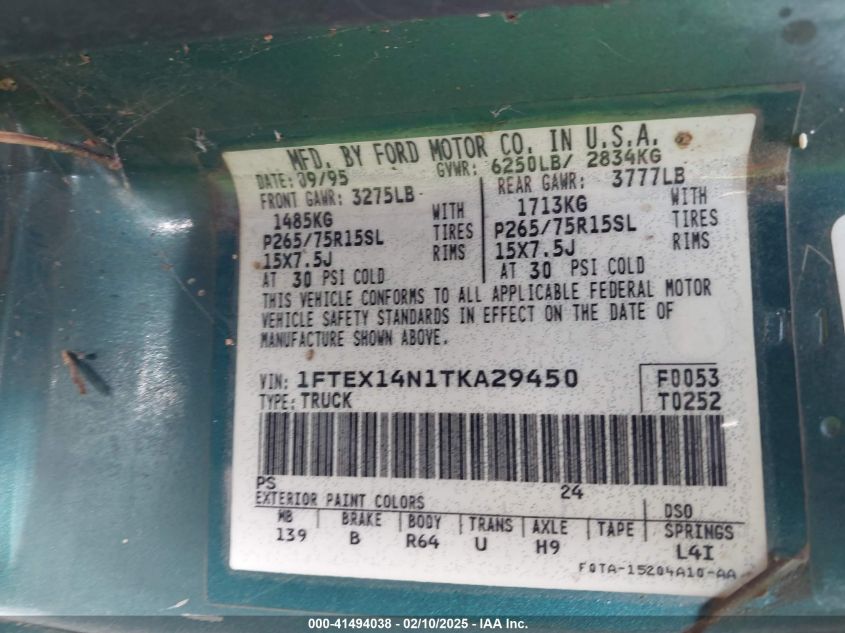 MFD. BY FORD MOTOR CO. IN U.S.A.
DATE: 09/95 GVWR: 6250LB/ 2834KG
FRONT GAWR: 3275LB REAR GAWR: 3777LB
1485KG WITH 1713KG WITH
P265/75R15SL TIRES P265/75R15SL TIRES
15X7.5J RIMS 15X7.5J RIMS
AT 30 PSI COLD AT 30 PSI COLD
THIS VEHICLE CONFORMS TO ALL APPLICABLE FEDERAL MOTOR
VEHICLE SAFETY STANDARDS IN EFFECT ON THE DATE OF
MANUFACTURE SHOWN ABOVE.
VIN: 1FTEX14N1TKA29450 F0053
TYPE: TRUCK T0252
PS 24
EXTERIOR PAINT COLORS DSO
WB BRAKE BODY TRANS AXLE TAPE SPRINGS
139 B R64 U H9 L4I
F0TA-15204A10-AA
000-41494038 - 02/10/2025 - IAA Inc.